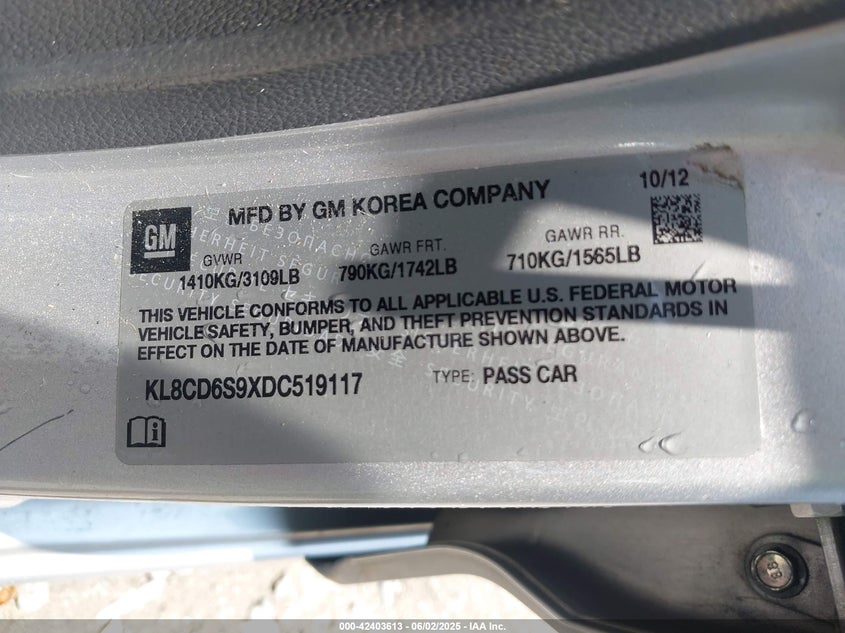 MFD BY GM KOREA COMPANY
10/12
GM
GVWR
GAWR FRT.
GAWR RR.
1410KG/3109LB
790KG/1742LB
710KG/1565LB
THIS VEHICLE CONFORMS TO ALL APPLICABLE U.S. FEDERAL MOTOR
VEHICLE SAFETY, BUMPER, AND THEFT PREVENTION STANDARDS IN
EFFECT ON THE DATE OF MANUFACTURE SHOWN ABOVE.
KL8CD6S9XDC519117
TYPE: PASS CAR
000-42403613 | 06/02/2025 - IAA Inc.